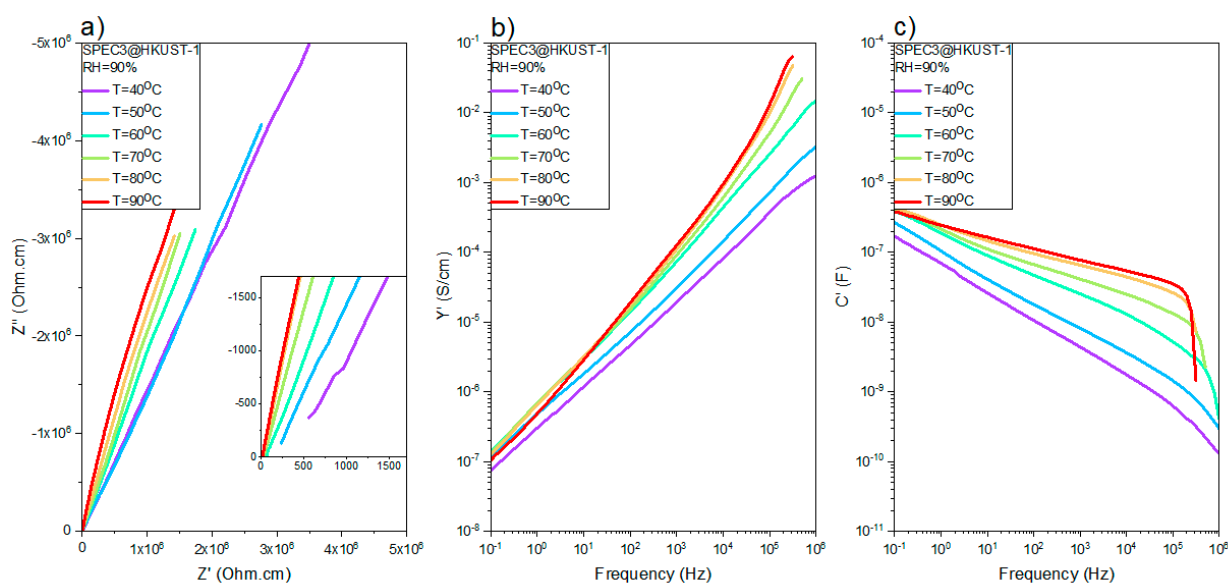 a)
SPEC3@HKUST-1
RH=90%
T=40⁰C
T=50⁰C
T=60⁰C
T=70⁰C
T=80⁰C
T=90⁰C
-5x10⁶
-4x10⁶
-3x10⁶
-2x10⁶
-1x10⁶
0
Z'' (Ohm.cm)
-1500
-1000
-500
0
0 500 1000 1500
0 1x10⁶ 2x10⁶ 3x10⁶ 4x10⁶ 5x10⁶
Z' (Ohm.cm)
b)
SPEC3@HKUST-1
RH=90%
T=40⁰C
T=50⁰C
T=60⁰C
T=70⁰C
T=80⁰C
T=90⁰C
10⁻¹
10⁻²
10⁻³
10⁻⁴
10⁻⁵
10⁻⁶
10⁻⁷
10⁻⁸
Y' (S/cm)
10⁻¹ 10⁰ 10¹ 10² 10³ 10⁴ 10⁵ 10⁶
Frequency (Hz)
c)
SPEC3@HKUST-1
RH=90%
T=40⁰C
T=50⁰C
T=60⁰C
T=70⁰C
T=80⁰C
T=90⁰C
10⁻⁴
10⁻⁵
10⁻⁶
10⁻⁷
10⁻⁸
10⁻⁹
10⁻¹⁰
10⁻¹¹
C' (F)
10⁻¹ 10⁰ 10¹ 10² 10³ 10⁴ 10⁵ 10⁶
Frequency (Hz)